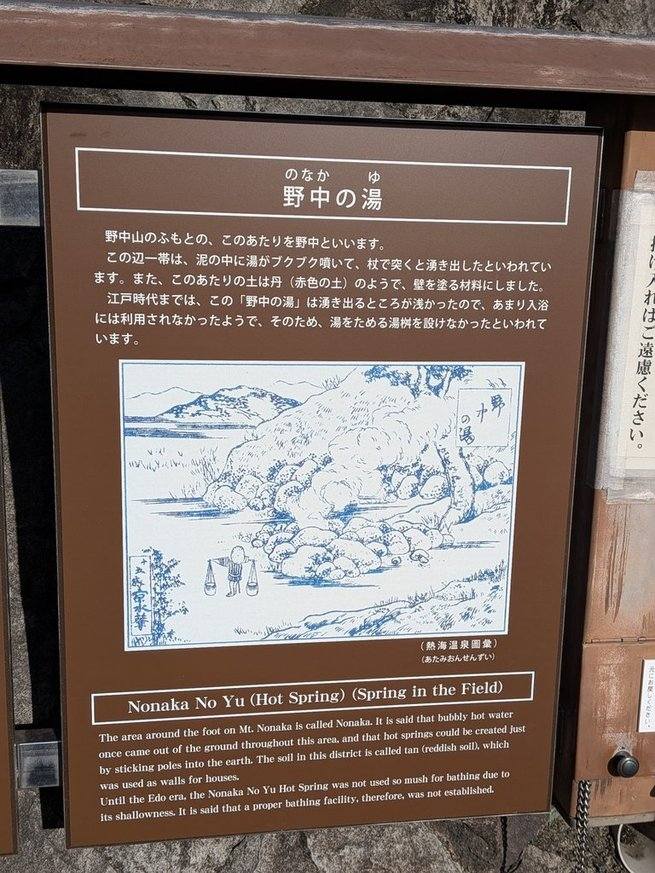 のなか ゆ
野中の湯
野中山のふもとの、このあたりを野中といいます。
この辺一帯は、泥の中に湯がブクブク噴いて、杖で突くと湧き出したといわれてい
ます。また、このあたりの土は丹（赤色の土）のようで、壁を塗る材料にしました。
江戸時代までは、この「野中の湯」は湧き出るところが浅かったので、あまり入浴
には利用されなかったようで、そのため、湯をためる湯桝を設けなかったといわれて
います。
野中の湯
（熱海温泉圖彙）
（あたみおんせんずい）
Nonaka No Yu (Hot Spring) (Spring in the Field)
The area around the foot on Mt. Nonaka is called Nonaka. It is said that bubbly hot water
once came out of the ground throughout this area, and that hot springs could be created just
by sticking poles into the earth. The soil in this district is called tan (reddish soil), which
was used as walls for houses.
Until the Edo era, the Nonaka No Yu Hot Spring was not used so mush for bathing due to
its shallowness. It is said that a proper bathing facility, therefore, was not established.
入れはご遠慮ください。
元にお戻しください。